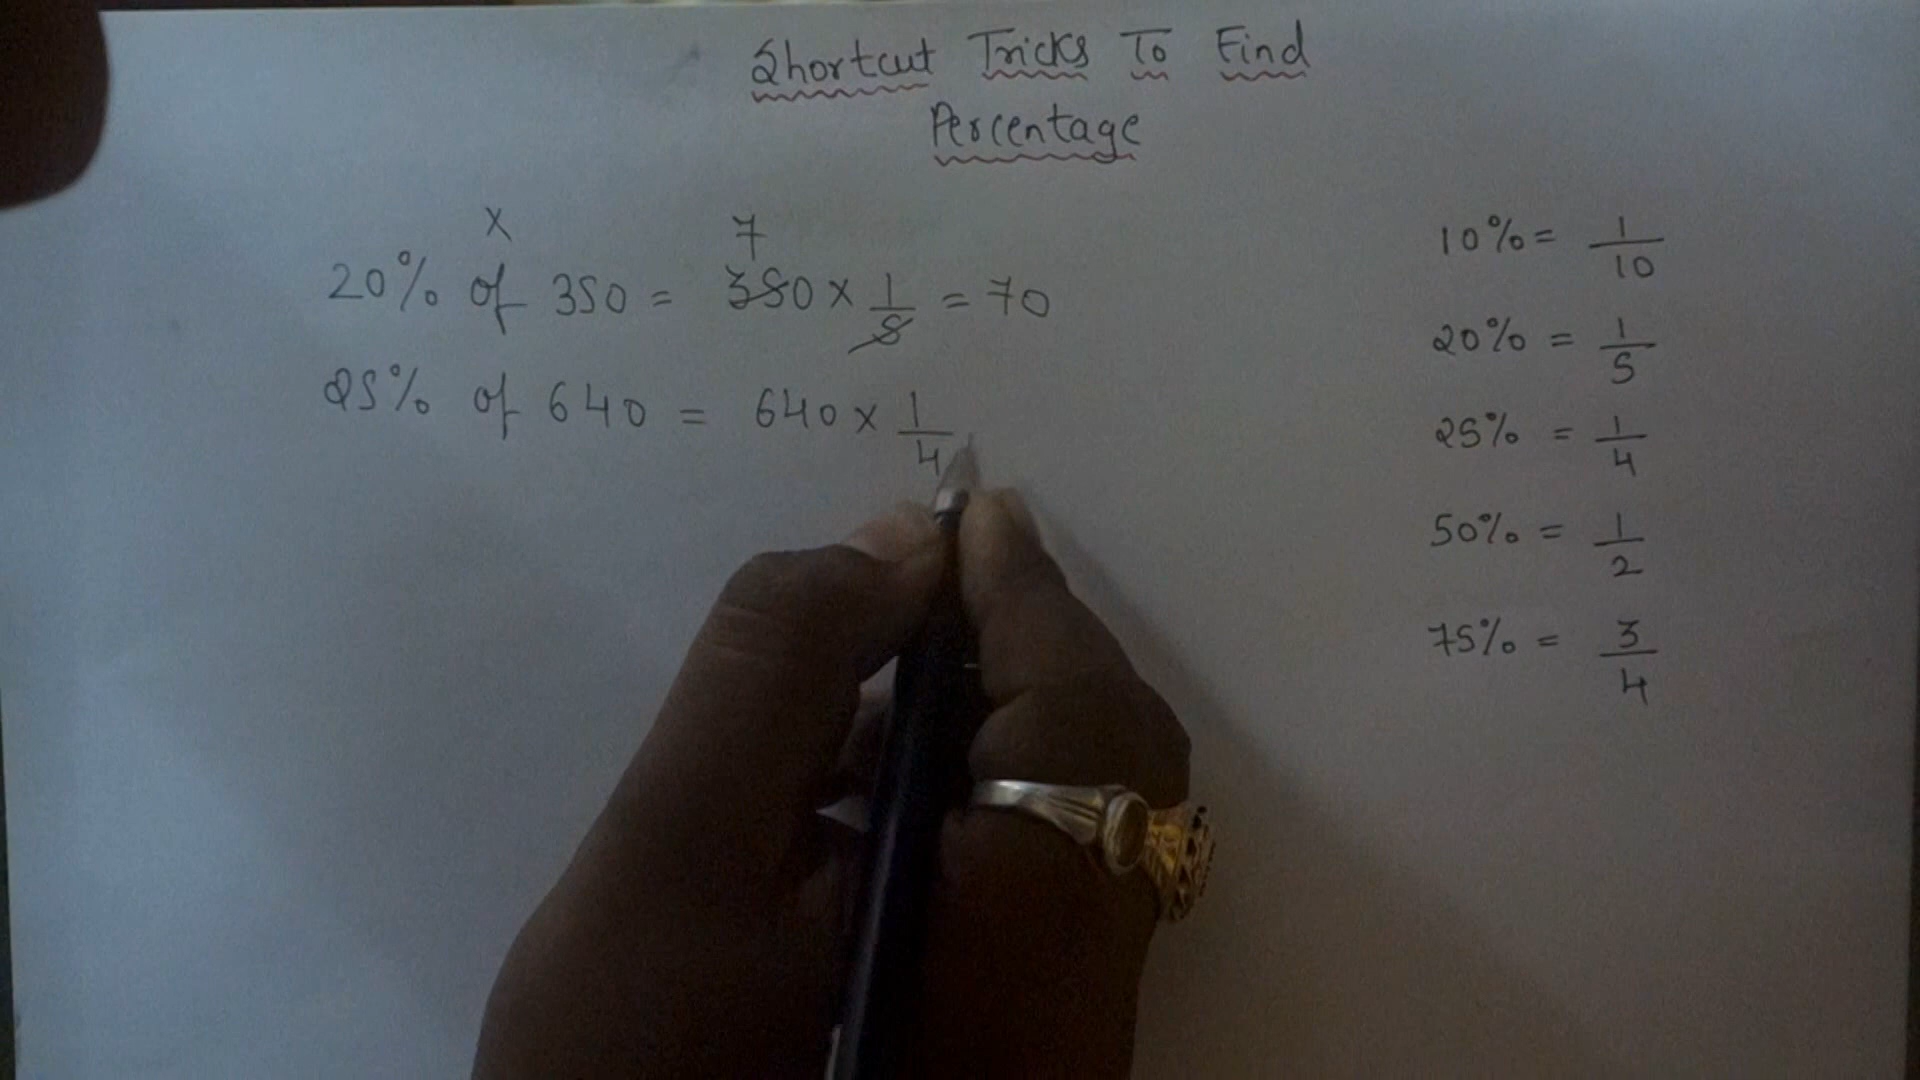 Shortcut Tricks To Find
Percentage
x
7
20% of 350 = 350 x 1/5 = 70
25% of 640 = 640 x 1/4
10% = 1/10
20% = 1/5
25% = 1/4
50% = 1/2
75% = 3/4